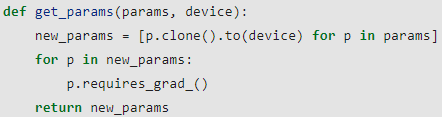 def get_params(params, device):
    new_params = [p.clone().to(device) for p in params]
    for p in new_params:
        p.requires_grad_()
    return new_params